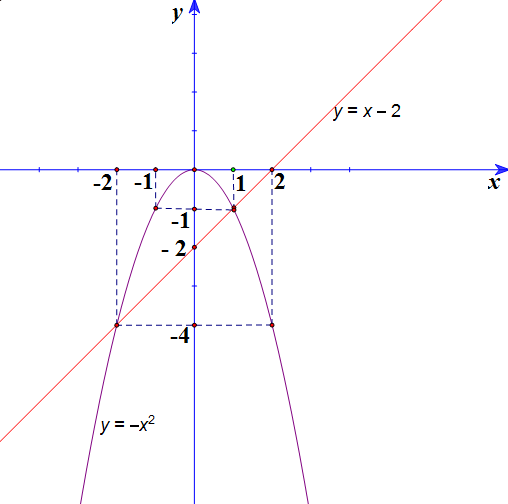 y
y = x – 2
-2
-1
1
2
x
-1
- 2
-4
y = –x²